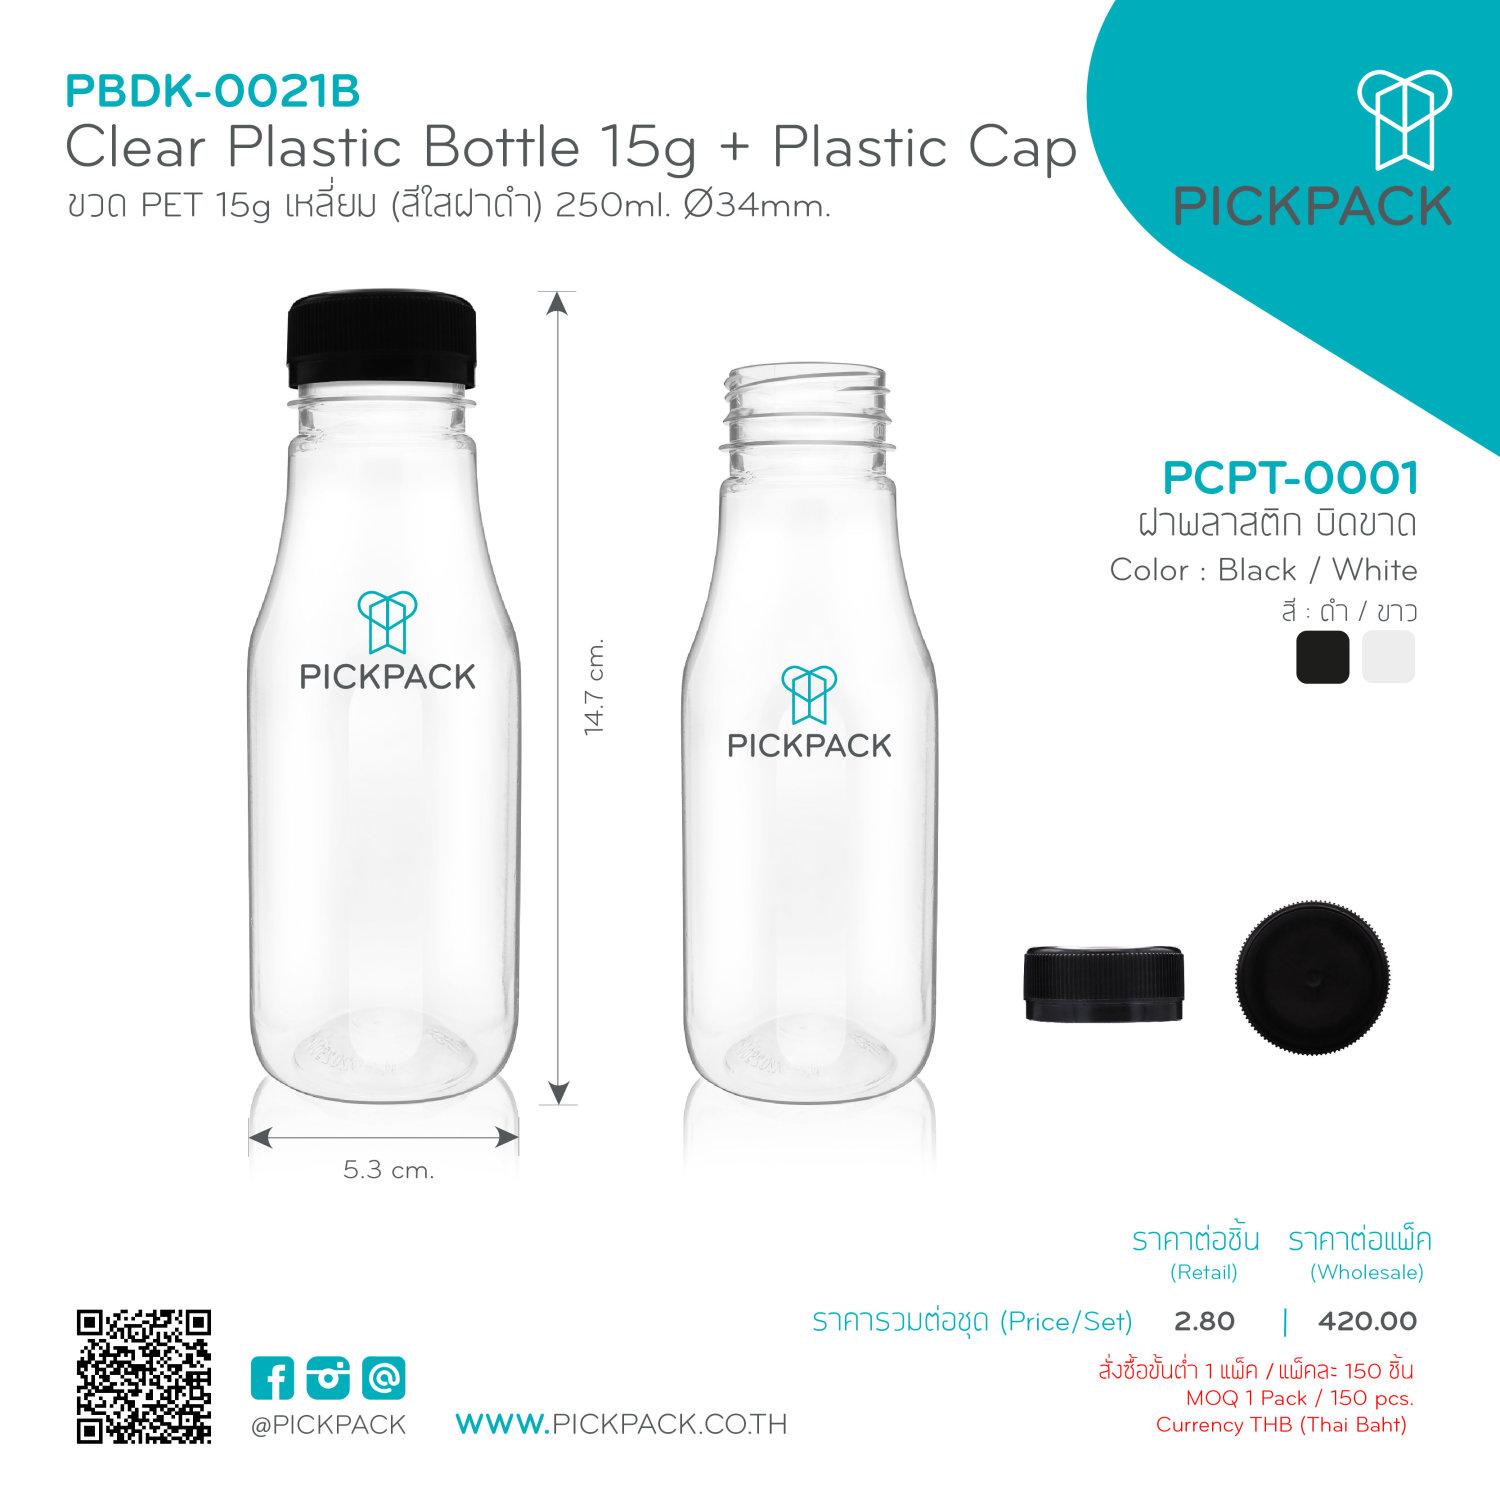 PBDK-0021B
Clear Plastic Bottle 15g + Plastic Cap
ขวด PET 15g เหลี่ยม (สีใสฝาดำ) 250ml. Ø34mm.
PICKPACK
14.7 cm.
PICKPACK
PICKPACK
5.3 cm.
PCPT-0001
ฝาพลาสติก บิดขาด
Color : Black / White
สี : ดำ / ขาว
ราคาต่อชิ้น ราคาต่อแพ็ค
(Retail) (Wholesale)
ราคารวมต่อชุด (Price/Set) 2.80 | 420.00
สั่งซื้อขั้นต่ำ 1 แพ็ค / แพ็คละ 150 ชิ้น
MOQ 1 Pack / 150 pcs.
Currency THB (Thai Baht)
@PICKPACK
WWW.PICKPACK.CO.TH